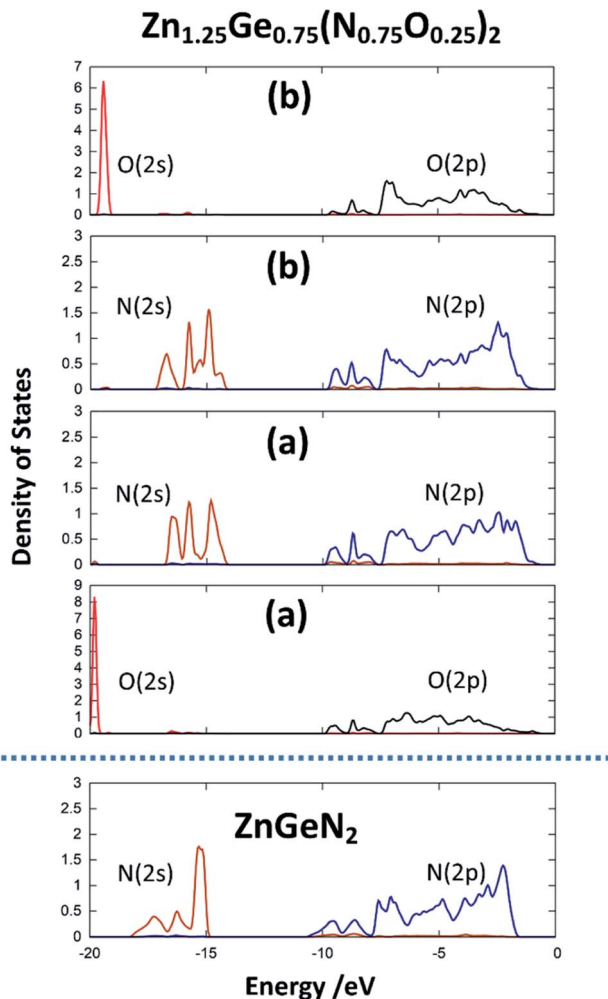 Zn1.25Ge0.75(N0.75O0.25)2
7
6
5
4
3
2
1
0
(b)
O(2s)
O(2p)
3
2.5
2
1.5
1
0.5
0
(b)
N(2s)
N(2p)
3
2.5
2
1.5
1
0.5
0
(a)
N(2s)
N(2p)
9
8
7
6
5
4
3
2
1
0
(a)
O(2s)
O(2p)
3
2.5
2
1.5
1
0.5
0
ZnGeN2
N(2s)
N(2p)
-20
-15
-10
-5
0
Energy /eV
Density of States